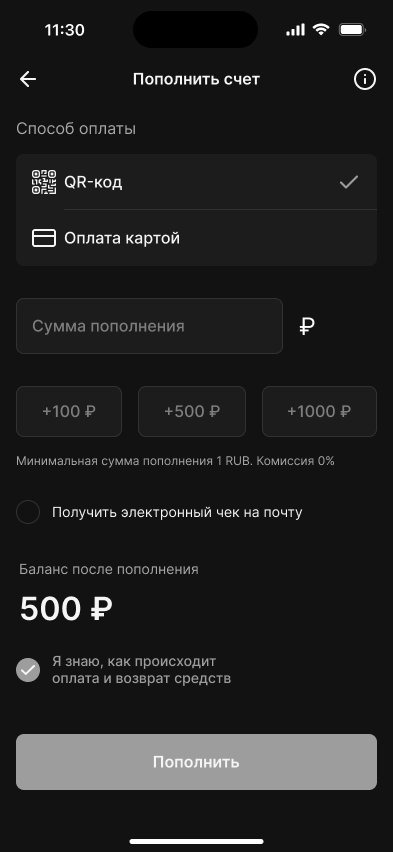 11:30
Пополнить счет
Способ оплаты
QR-код
Оплата картой
Сумма пополнения
₽
+100 ₽
+500 ₽
+1000 ₽
Минимальная сумма пополнения 1 RUB. Комиссия 0%
Получить электронный чек на почту
Баланс после пополнения
500 ₽
Я знаю, как происходит
оплата и возврат средств
Пополнить